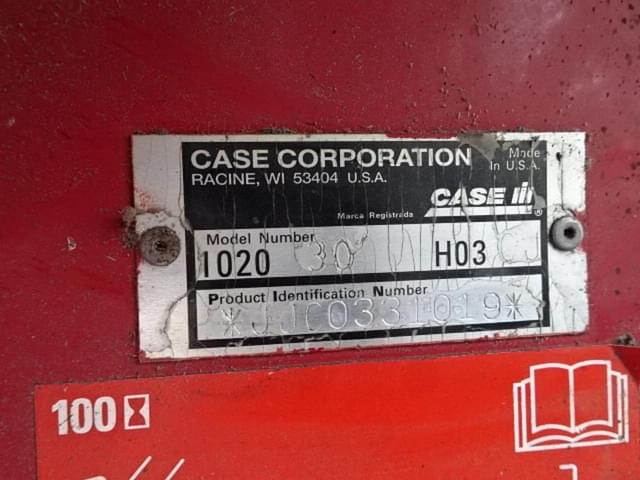 CASE CORPORATION
Made
In U.S.A.
RACINE, WI 53404 U.S.A.
CASE IH ®
Marca Registrada
Model Number
1020 30 H03
Product Identification Number
*JJC0331019*
100